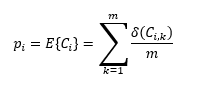 $p_i = E\{C_i\} = \sum_{k=1}^{m} \frac{\delta(C_{i,k})}{m}$